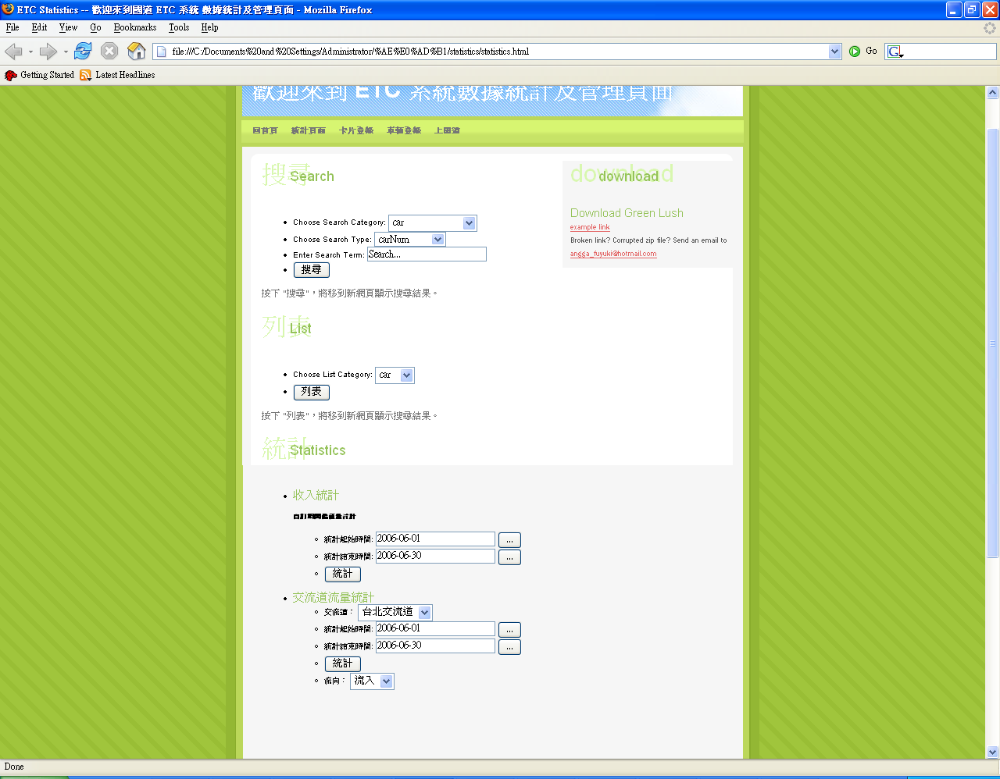 ETC Statistics -- 歡迎來到國道 ETC 系統 數據統計及管理頁面 - Mozilla Firefox
File Edit View Go Bookmarks Tools Help
file:///C:/Documents%20and%20Settings/Administrator/%AE%E0%AD%B1/statistics/statistics.html
Go
G
Getting Started Latest Headlines
歡迎來到 ETC 系統數據統計及管理頁面
回首頁 統計頁面 卡片登錄 車輛登錄 上國道
搜尋 Search
Choose Search Category: car
Choose Search Type: carNum
Enter Search Term: Search...
搜尋
按下 "搜尋"，將移到新網頁顯示搜尋結果。
download download
Download Green Lush
example link
Broken link? Corrupted zip file? Send an email to
angga_fuyuki@hotmail.com
列表 List
Choose List Category: car
列表
按下 "列表"，將移到新網頁顯示搜尋結果。
統計 Statistics
收入統計
統計起始時間: 2006-06-01 ...
統計結束時間: 2006-06-30 ...
統計
交流道流量統計
交流道： 台北交流道
統計起始時間: 2006-06-01 ...
統計結束時間: 2006-06-30 ...
統計
流向： 流入
Done